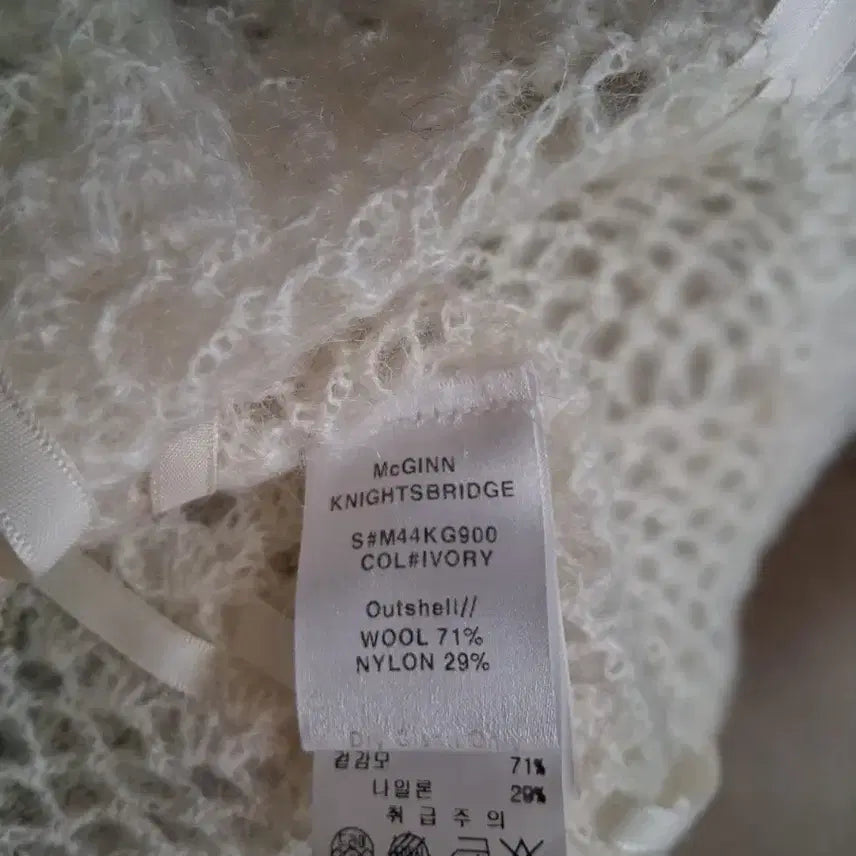 McGINN
KNIGHTSBRIDGE
S#M44KG900
COL#IVORY
Outshell//
WOOL 71%
NYLON 29%
겉감모 71%
나일론 29%
취 급 주 의